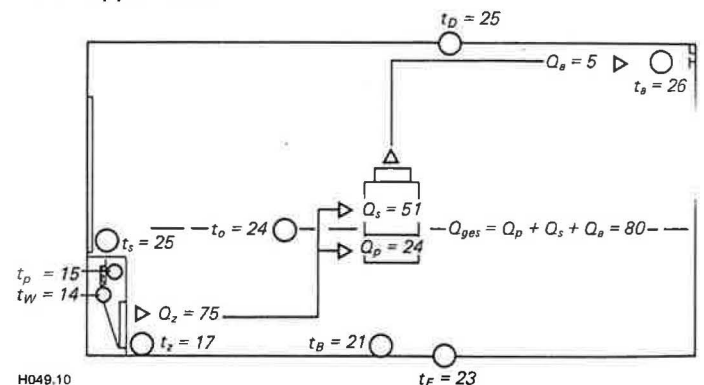 t_D = 25
Q_a = 5
t_a = 26
Q_s = 51
t_o = 24
Q_ges = Q_p + Q_s + Q_a = 80
t_s = 25
Q_p = 24
t_p = 15
t_W = 14
Q_z = 75
t_z = 17
t_B = 21
t_F = 23
H049.10